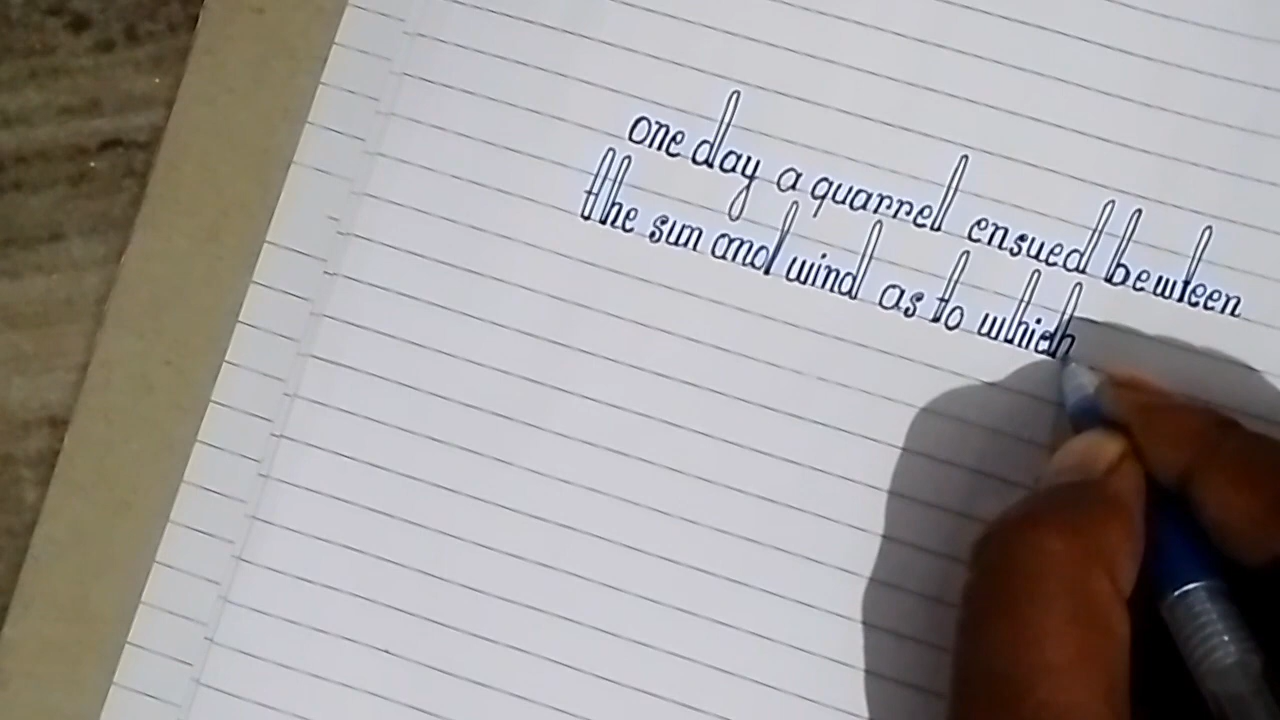 one day a quarrel ensued bewteen
the sun and wind as to which